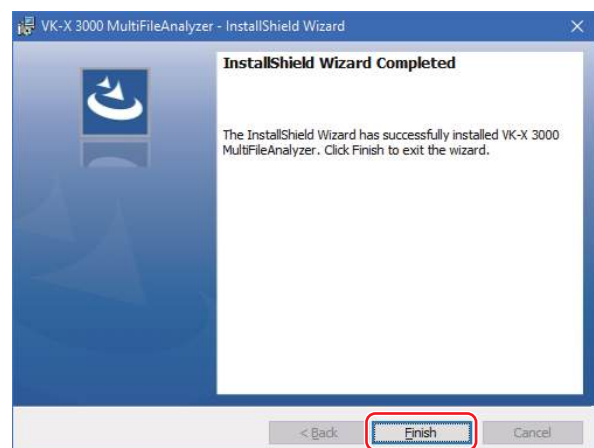 VK-X 3000 MultiFileAnalyzer - InstallShield Wizard
InstallShield Wizard Completed
The InstallShield Wizard has successfully installed VK-X 3000
MultiFileAnalyzer. Click Finish to exit the wizard.
< Back Finish Cancel